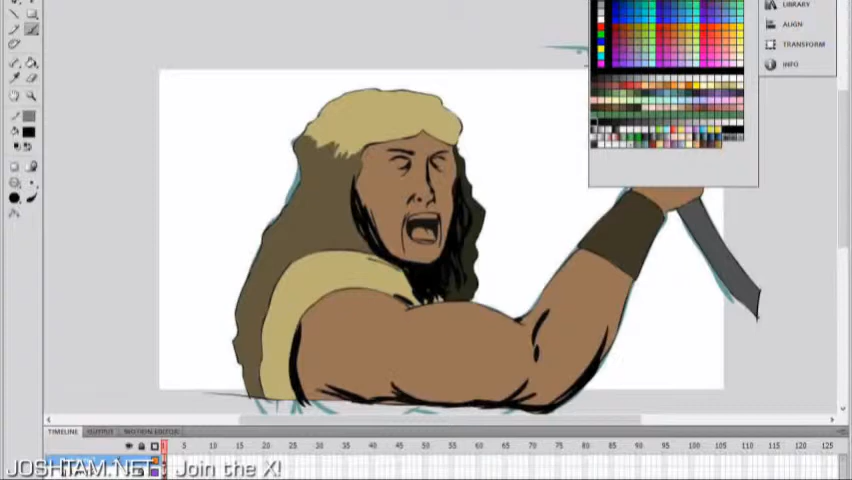 LIBRARY
ALIGN
TRANSFORM
INFO
TIMELINE OUTPUT MOTION EDITOR
5 10 15 20 25 30 35 40 45 50 55 60 65 70 75 80 85 90 95 100 105 110 115 120 125
JOSHTAM.NET : Join the X!